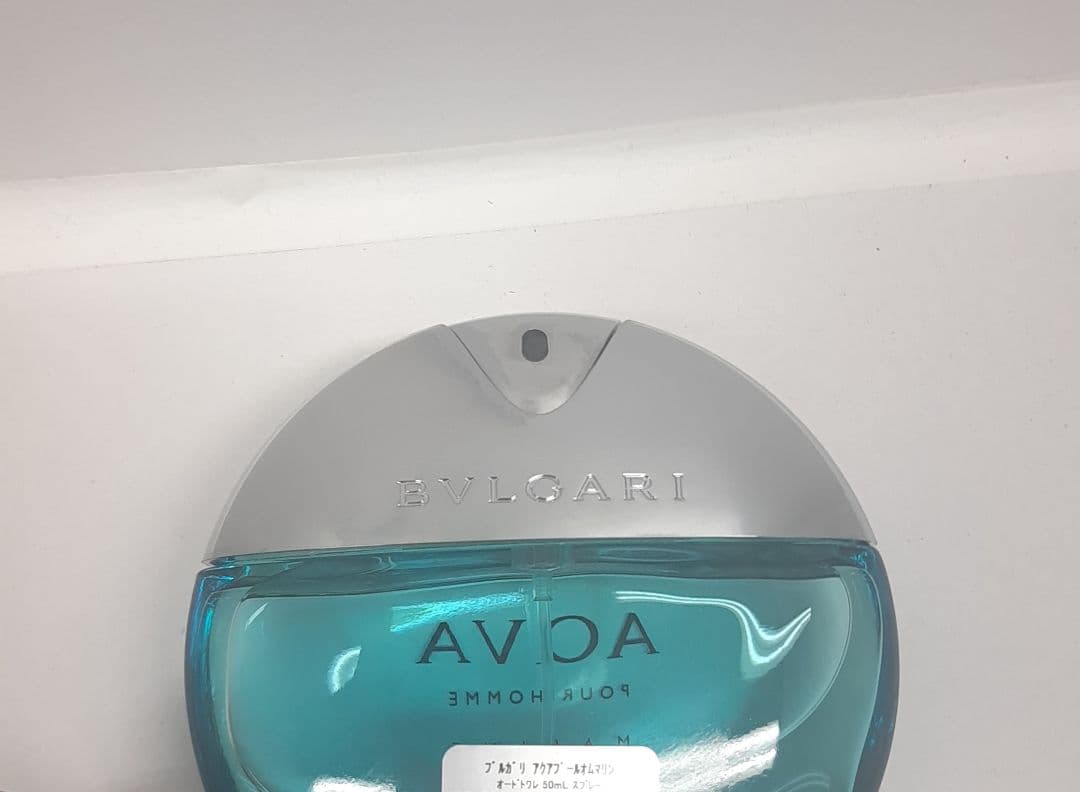 BVLGARI
AQVA
POUR HOMME
ブルガリ アクアプールオムマリン
オードトワレ 50mL スプレー